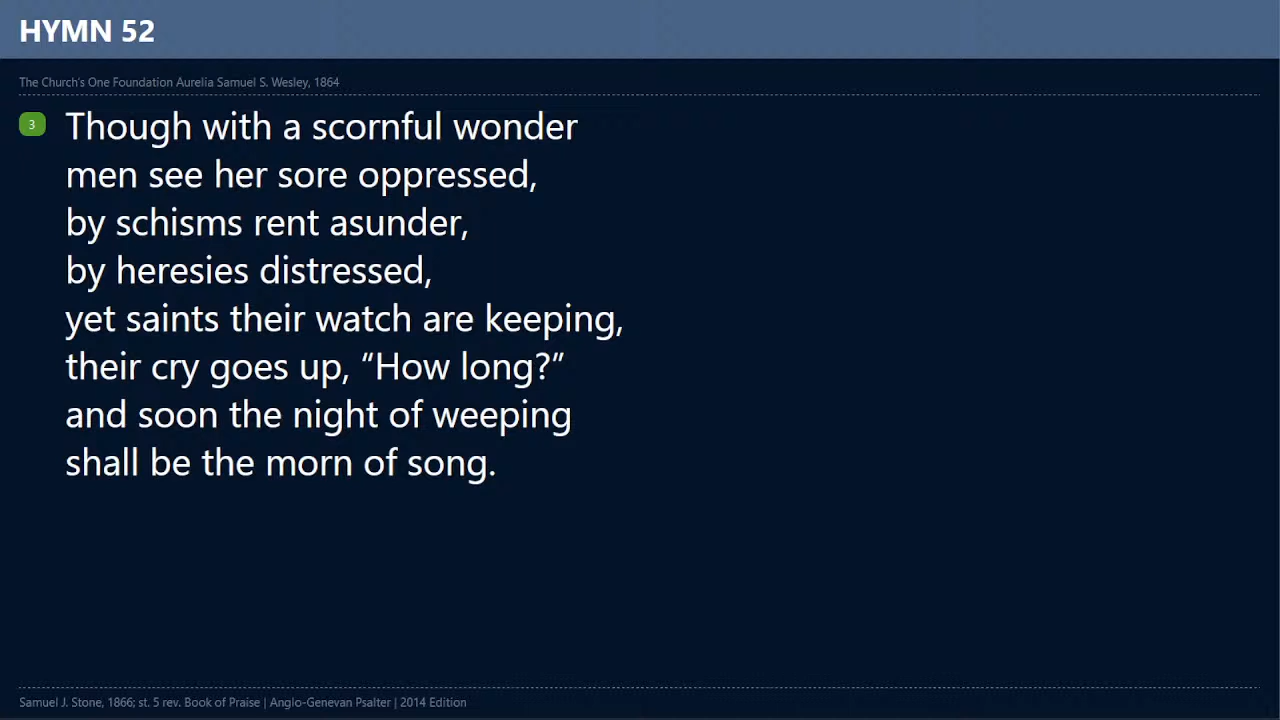 HYMN 52
The Church's One Foundation Aurelia Samuel S. Wesley, 1864
3 Though with a scornful wonder
men see her sore oppressed,
by schisms rent asunder,
by heresies distressed,
yet saints their watch are keeping,
their cry goes up, “How long?”
and soon the night of weeping
shall be the morn of song.
Samuel J. Stone, 1866; st. 5 rev. Book of Praise | Anglo-Genevan Psalter | 2014 Edition